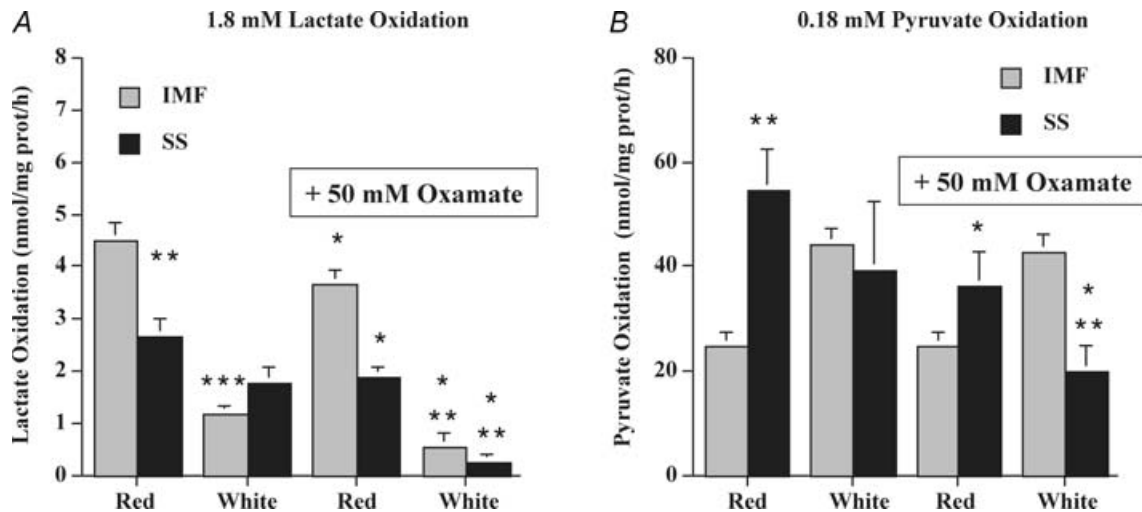 A
1.8 mM Lactate Oxidation
Lactate Oxidation (nmol/mg prot/h)
8
7
6
5
4
3
2
1
0
IMF
SS
+ 50 mM Oxamate
**
***
*
*
*
**
*
**
Red
White
Red
White
B
0.18 mM Pyruvate Oxidation
Pyruvate Oxidation (nmol/mg prot/h)
80
60
40
20
0
IMF
SS
+ 50 mM Oxamate
**
*
*
**
Red
White
Red
White